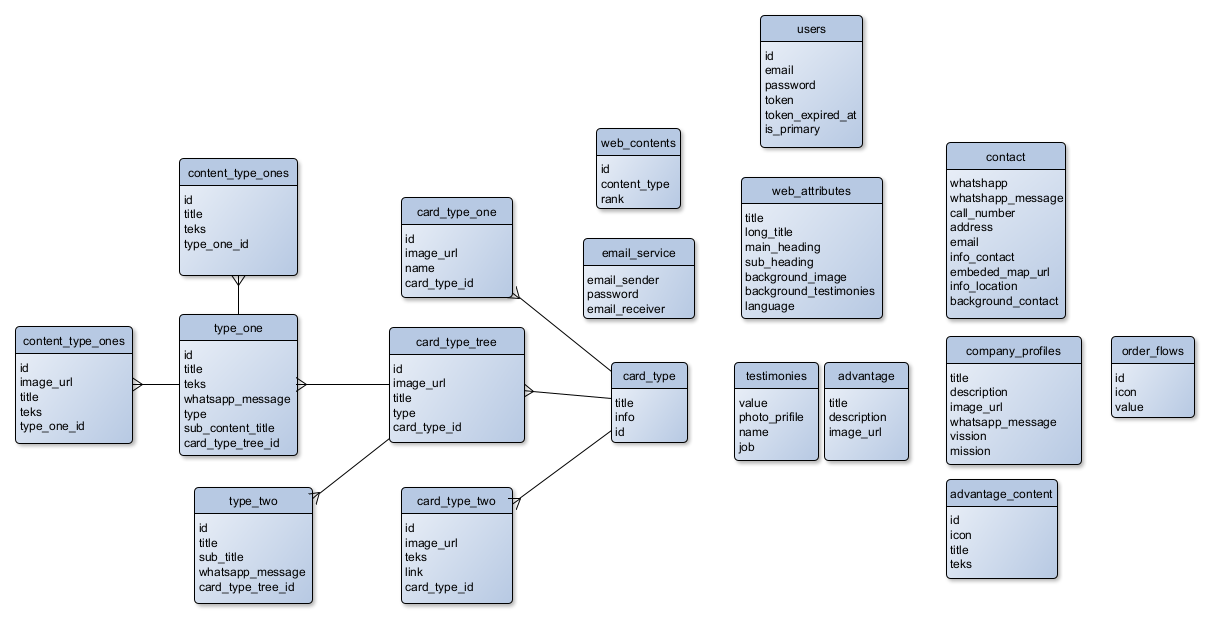 users
id
email
password
token
token_expired_at
is_primary
web_contents
id
content_type
rank
contact
whatshapp
whatshapp_message
call_number
address
email
info_contact
embeded_map_url
info_location
background_contact
content_type_ones
id
title
teks
type_one_id
web_attributes
title
long_title
main_heading
sub_heading
background_image
background_testimonies
language
card_type_one
id
image_url
name
card_type_id
email_service
email_sender
password
email_receiver
content_type_ones
id
image_url
title
teks
type_one_id
type_one
id
title
teks
whatsapp_message
type
sub_content_title
card_type_tree_id
card_type_tree
id
image_url
title
type
card_type_id
card_type
title
info
id
testimonies
value
photo_prifile
name
job
advantage
title
description
image_url
company_profiles
title
description
image_url
whatsapp_message
vission
mission
order_flows
id
icon
value
type_two
id
title
sub_title
whatsapp_message
card_type_tree_id
card_type_two
id
image_url
teks
link
card_type_id
advantage_content
id
icon
title
teks